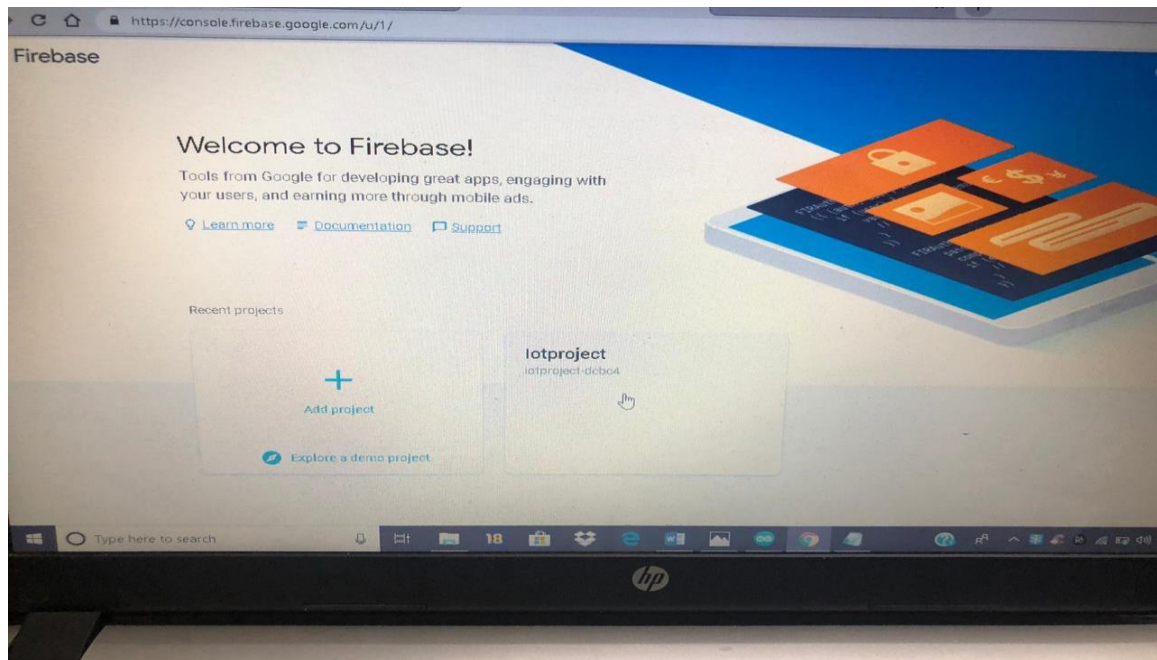 https://console.firebase.google.com/u/1/
Firebase
Welcome to Firebase!
Tools from Google for developing great apps, engaging with
your users, and earning more through mobile ads.
Learn more Documentation Support
Recent projects
Iotproject
iotproject-dcbc4
Add project
Explore a demo project
Type here to search
18
hp